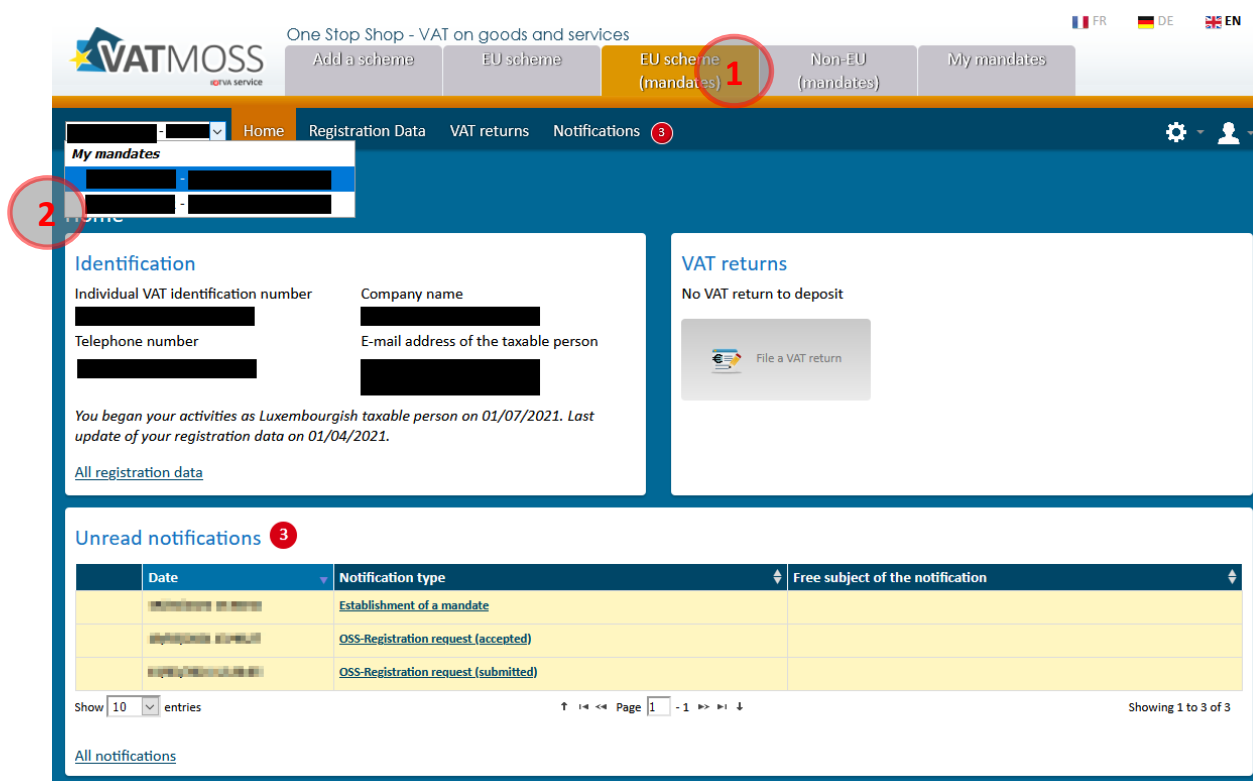 FR DE EN
One Stop Shop - VAT on goods and services
VATMOSS
eTVA service
Add a scheme EU scheme EU scheme (mandates) 1 Non-EU (mandates) My mandates
Home Registration Data VAT returns Notifications 3
My mandates
2
Home
Identification
Individual VAT identification number Company name
Telephone number E-mail address of the taxable person
You began your activities as Luxembourgish taxable person on 01/07/2021. Last
update of your registration data on 01/04/2021.
All registration data
VAT returns
No VAT return to deposit
File a VAT return
Unread notifications 3
Date Notification type Free subject of the notification
Establishment of a mandate
OSS-Registration request (accepted)
OSS-Registration request (submitted)
Show 10 entries Page 1 - 1 Showing 1 to 3 of 3
All notifications